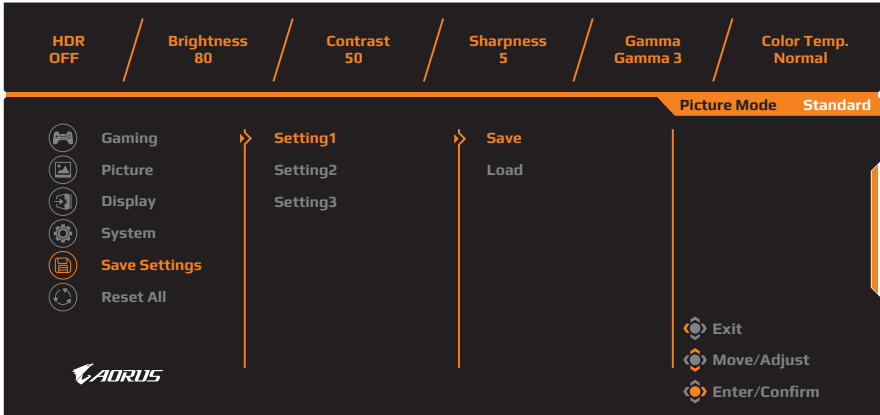 HDR Brightness Contrast Sharpness Gamma Color Temp.
OFF 80 50 5 Gamma 3 Normal
Picture Mode Standard
Gaming Setting1 Save
Picture Setting2 Load
Display Setting3
System
Save Settings
Reset All
Exit
Move/Adjust
AORUS
Enter/Confirm